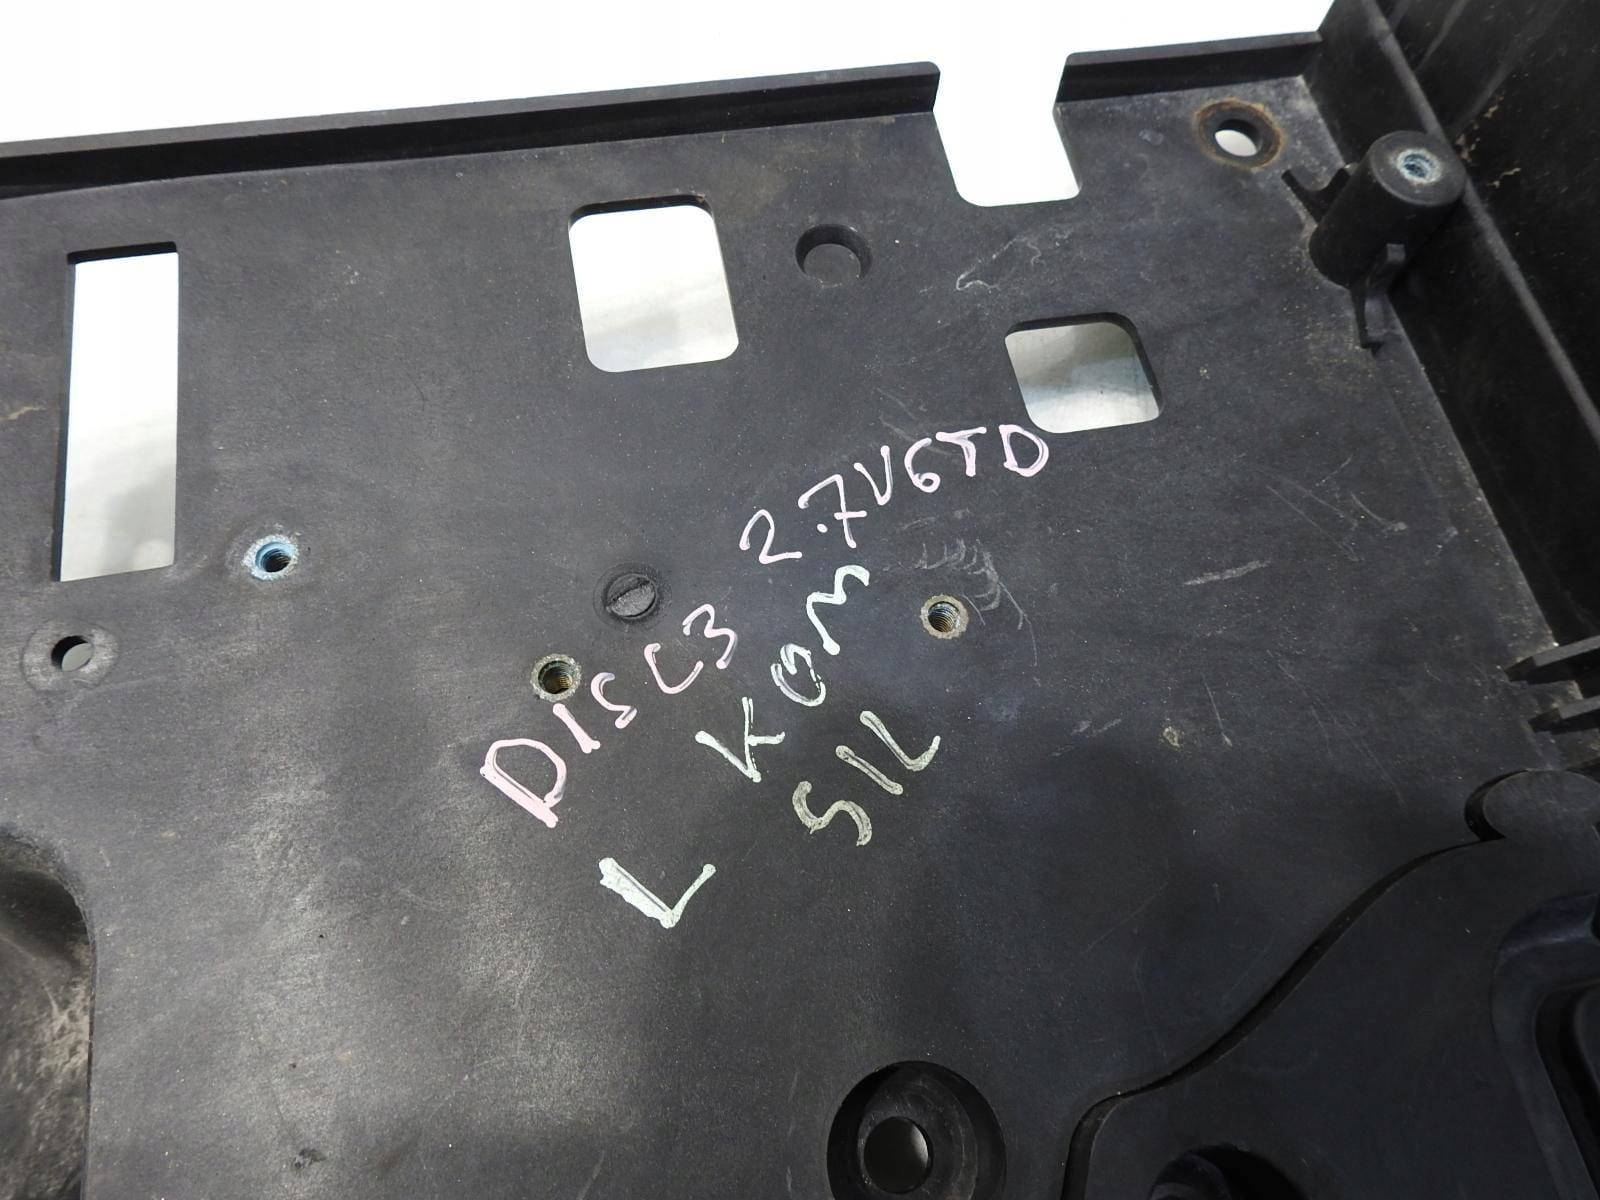 DISC3 2.7V6TD
L KOM
SIL